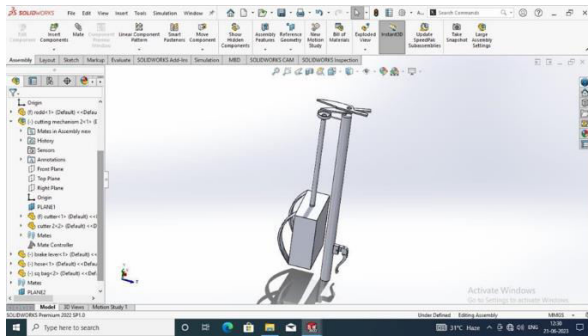 SOLIDWORKS File Edit View Insert Tools Simulation Window
Search Commands
Edit Component
Insert Components
Mate
Component Preview Window
Linear Component Pattern
Smart Fasteners
Move Component
Show Hidden Components
Assembly Features
Reference Geometry
New Motion Study
Bill of Materials
Exploded View
Instant3D
Update SpeedPak Subassemblies
Take Snapshot
Large Assembly Settings
Assembly Layout Sketch Markup Evaluate SOLIDWORKS Add-Ins Simulation MBD SOLIDWORKS CAM SOLIDWORKS Inspection
Origin
(-) cutting mechanism 2<1> (
Mates in Assembly new
History
Sensors
Annotations
Front Plane
Top Plane
Right Plane
Origin
PLANE1
(f) cutter<1> (Default) <<
cutter 2<2> (Default) <<D
Mates
Mate Controller
(-) brake lever<1> (Default) <<
(-) hose<1> (Default) <<Defau
(-) sq bag<2> (Default) <<Def
Mates
PLANE2
Model 3D Views Motion Study 1
Activate Windows
Go to Settings to activate Windows.
SOLIDWORKS Premium 2022 SP1.0
Under Defined Editing Assembly MMGS
Type here to search
31°C Haze
ENG
12:30
21-06-2023